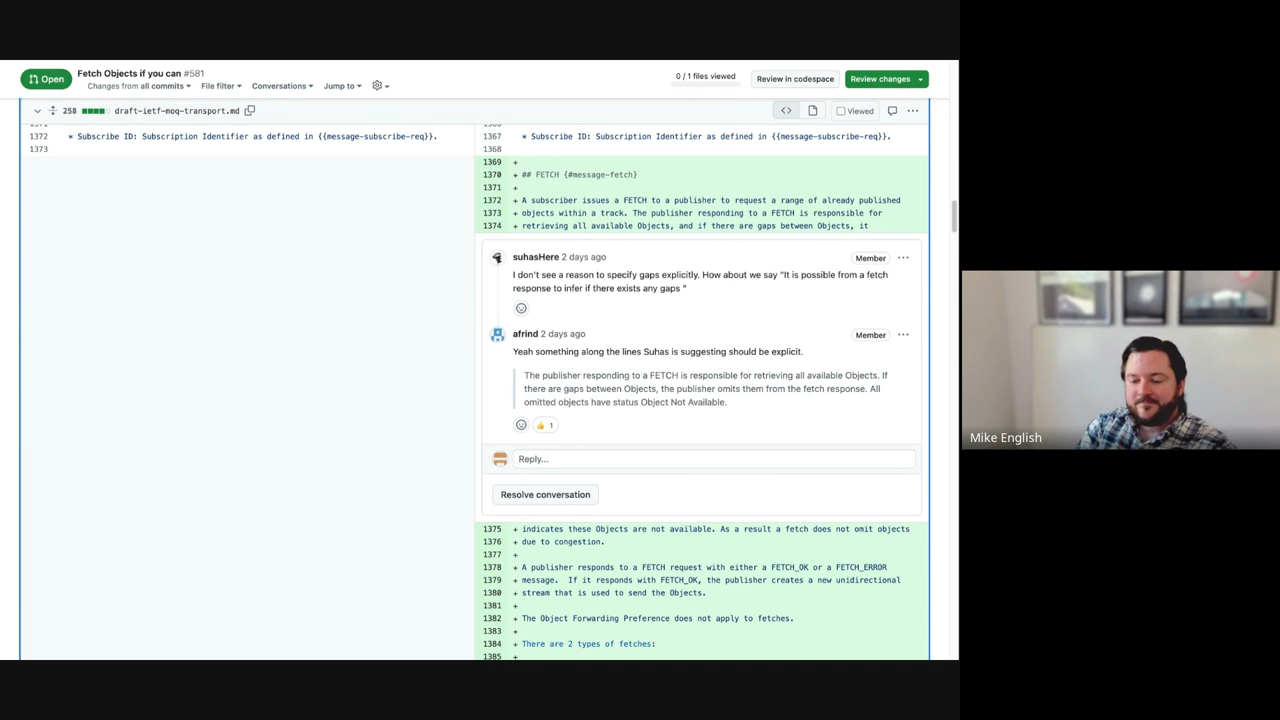 Open
Fetch Objects if you can #581
Changes from all commits
File filter
Conversations
Jump to
0 / 1 files viewed
Review in codespace
Review changes
258 draft-ietf-moq-transport.md
Viewed
1372 * Subscribe ID: Subscription Identifier as defined in {{message-subscribe-req}}.
1373
1367 * Subscribe ID: Subscription Identifier as defined in {{message-subscribe-req}}.
1368
1369 +
1370 + ## FETCH {#message-fetch}
1371 +
1372 + A subscriber issues a FETCH to a publisher to request a range of already published
1373 + objects within a track. The publisher responding to a FETCH is responsible for
1374 + retrieving all available Objects, and if there are gaps between Objects, it
suhasHere 2 days ago
Member
I don't see a reason to specify gaps explicitly. How about we say "It is possible from a fetch
response to infer if there exists any gaps "
afrind 2 days ago
Member
Yeah something along the lines Suhas is suggesting should be explicit.
The publisher responding to a FETCH is responsible for retrieving all available Objects. If
there are gaps between Objects, the publisher omits them from the fetch response. All
omitted objects have status Object Not Available.
👍 1
Reply...
Resolve conversation
1375 + indicates these Objects are not available. As a result a fetch does not omit objects
1376 + due to congestion.
1377 +
1378 + A publisher responds to a FETCH request with either a FETCH_OK or a FETCH_ERROR
1379 + message.  If it responds with FETCH_OK, the publisher creates a new unidirectional
1380 + stream that is used to send the Objects.
1381 +
1382 + The Object Forwarding Preference does not apply to fetches.
1383 +
1384 + There are 2 types of fetches:
1385 +
Mike English